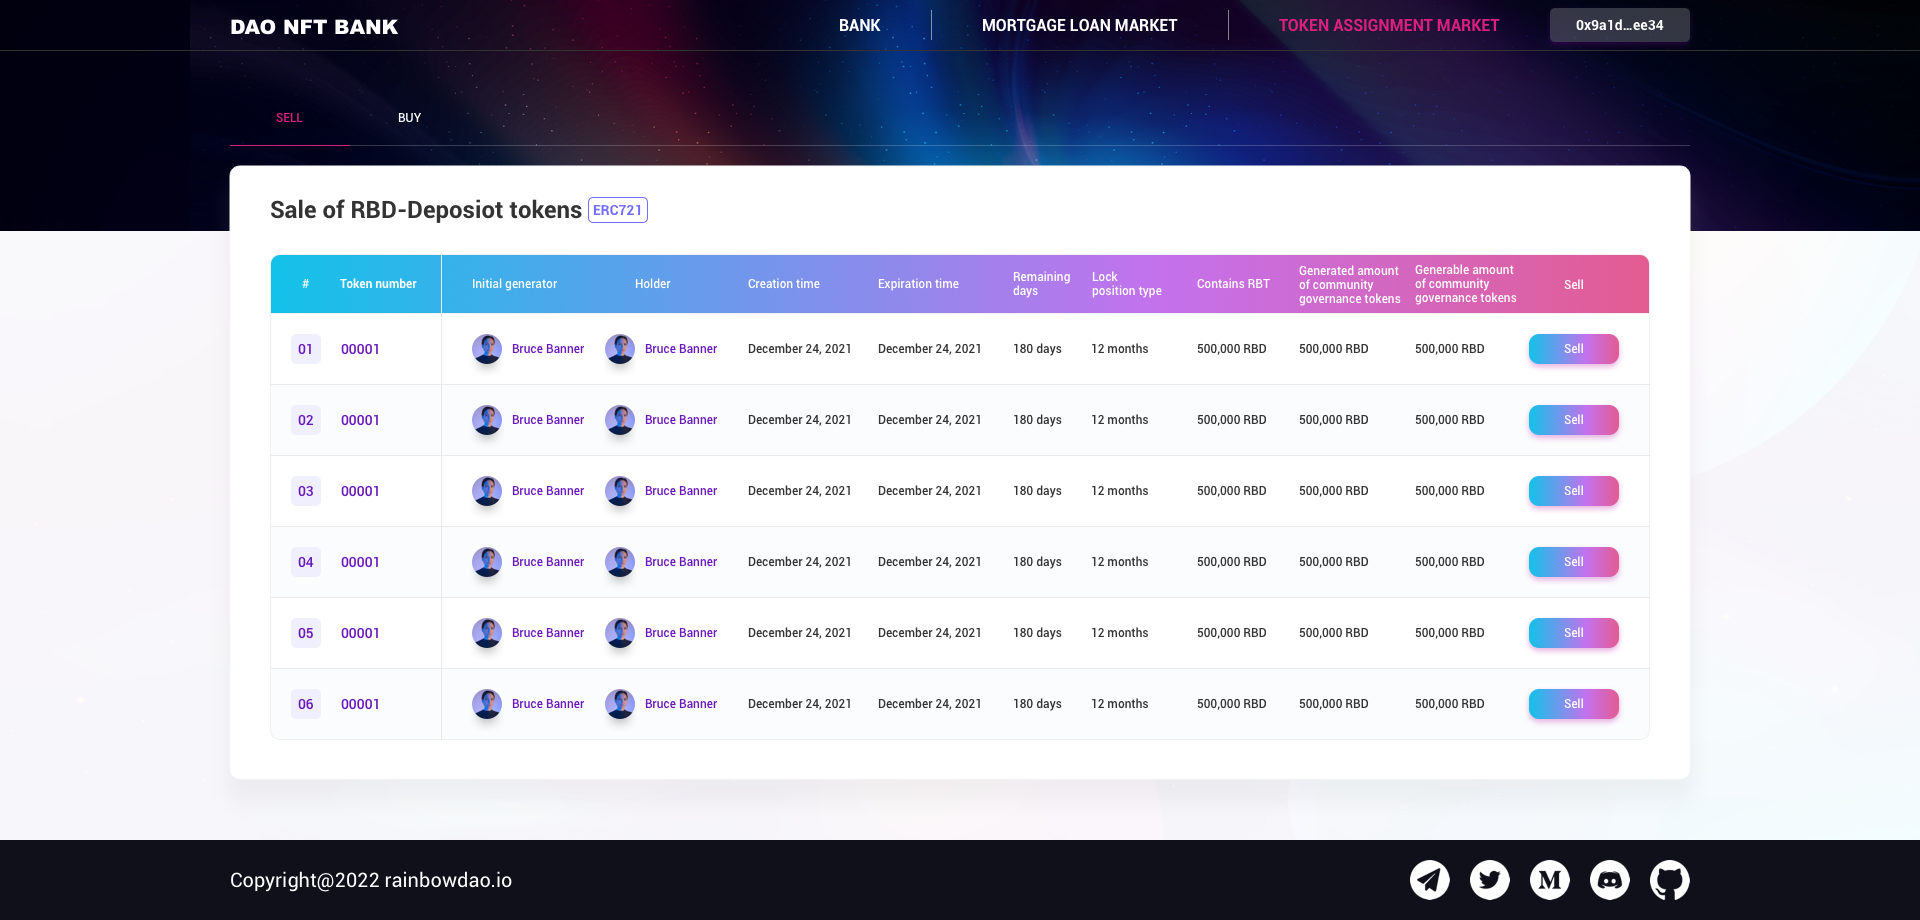 DAO NFT BANK BANK MORTGAGE LOAN MARKET TOKEN ASSIGNMENT MARKET 0x9a1d...ee34
SELL BUY
Sale of RBD-Deposiot tokens ERC721
# Token number Initial generator Holder Creation time Expiration time Remaining days Lock position type Contains RBT Generated amount of community governance tokens Generable amount of community governance tokens Sell
01 00001 Bruce Banner Bruce Banner December 24, 2021 December 24, 2021 180 days 12 months 500,000 RBD 500,000 RBD 500,000 RBD Sell
02 00001 Bruce Banner Bruce Banner December 24, 2021 December 24, 2021 180 days 12 months 500,000 RBD 500,000 RBD 500,000 RBD Sell
03 00001 Bruce Banner Bruce Banner December 24, 2021 December 24, 2021 180 days 12 months 500,000 RBD 500,000 RBD 500,000 RBD Sell
04 00001 Bruce Banner Bruce Banner December 24, 2021 December 24, 2021 180 days 12 months 500,000 RBD 500,000 RBD 500,000 RBD Sell
05 00001 Bruce Banner Bruce Banner December 24, 2021 December 24, 2021 180 days 12 months 500,000 RBD 500,000 RBD 500,000 RBD Sell
06 00001 Bruce Banner Bruce Banner December 24, 2021 December 24, 2021 180 days 12 months 500,000 RBD 500,000 RBD 500,000 RBD Sell
Copyright@2022 rainbowdao.io